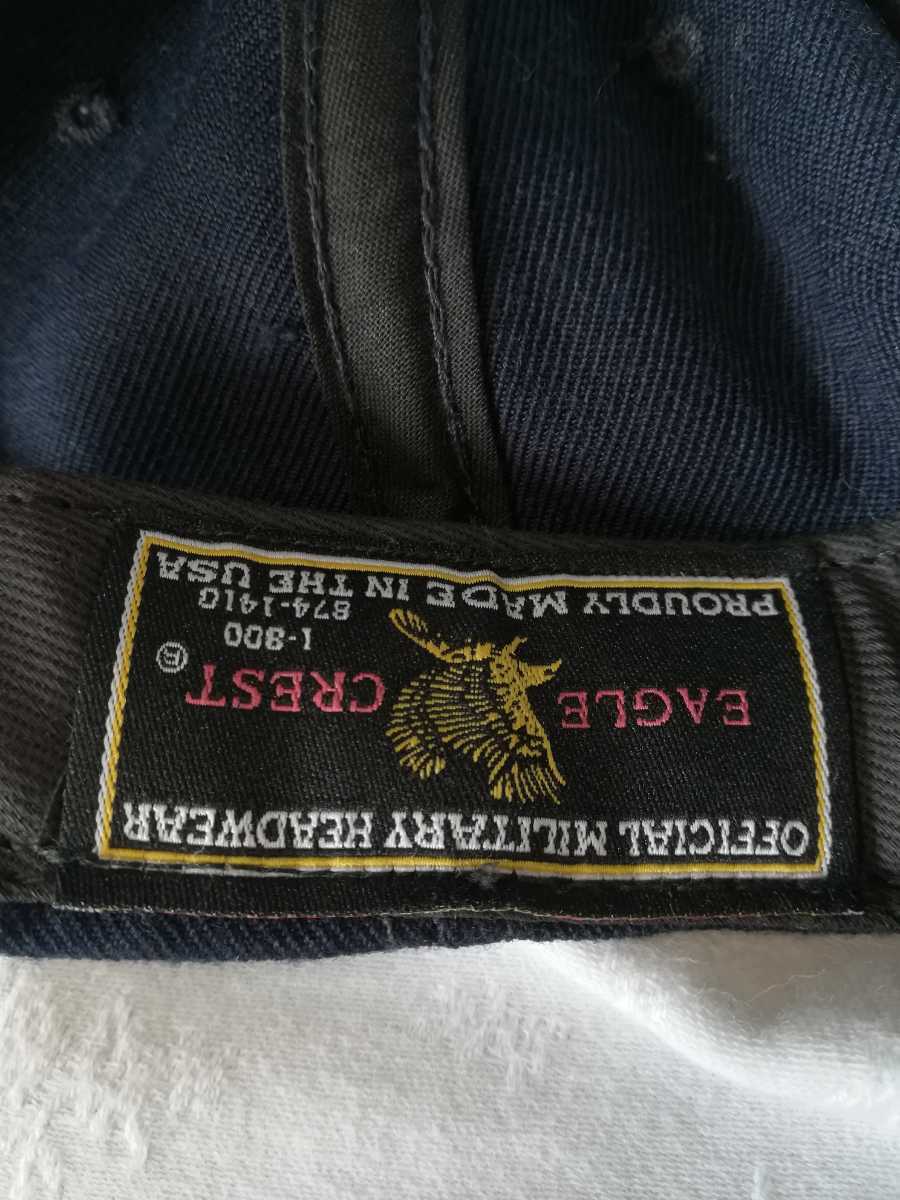 OFFICIAL MILITARY HEADWEAR
EAGLE CREST ®
1-800
874-1410
PROUDLY MADE IN THE USA